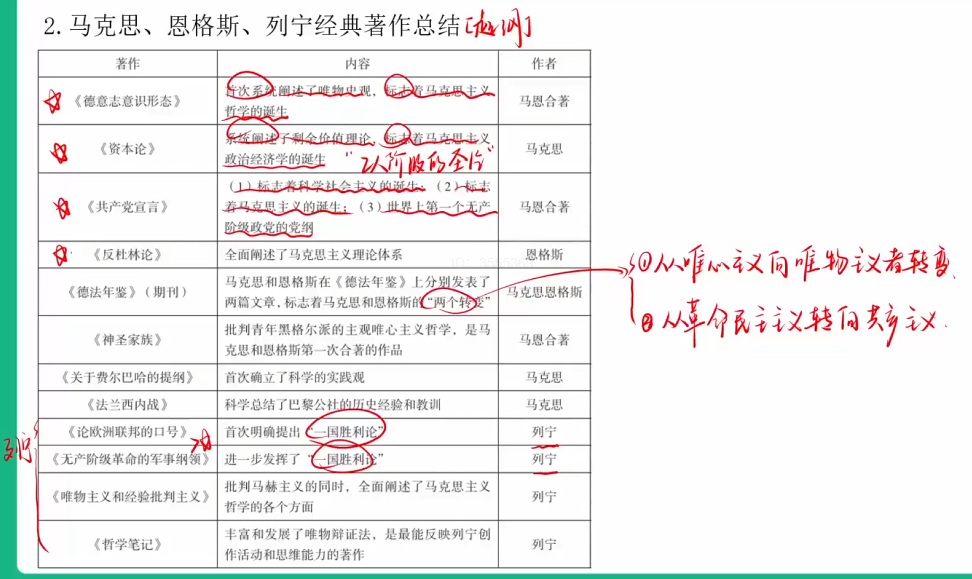 2.马克思、恩格斯、列宁经典著作总结[提纲]
著作 内容 作者
《德意志意识形态》 首次系统阐述了唯物史观，标志着马克思主义哲学的诞生 马恩合著
《资本论》 系统阐述了剩余价值理论，标志着马克思主义政治经济学的诞生 马克思
“工人阶级的圣经”
《共产党宣言》 （1）标志着科学社会主义的诞生；（2）标志着马克思主义的诞生；（3）世界上第一个无产阶级政党的党纲 马恩合著
《反杜林论》 全面阐述了马克思主义理论体系 恩格斯
《德法年鉴》（期刊） 马克思和恩格斯在《德法年鉴》上分别发表了两篇文章，标志着马克思和恩格斯的“两个转变” 马克思恩格斯
①从唯心主义向唯物主义者转变.
②从革命民主主义转向共产主义.
《神圣家族》 批判青年黑格尔派的主观唯心主义哲学，是马克思和恩格斯第一次合著的作品 马恩合著
《关于费尔巴哈的提纲》 首次确立了科学的实践观 马克思
《法兰西内战》 科学总结了巴黎公社的历史经验和教训 马克思
《论欧洲联邦的口号》 首次明确提出“一国胜利论” 列宁
列宁
《无产阶级革命的军事纲领》 进一步发挥了“一国胜利论” 列宁
《唯物主义和经验批判主义》 批判马赫主义的同时，全面阐述了马克思主义哲学的各个方面 列宁
《哲学笔记》 丰富和发展了唯物辩证法，是最能反映列宁创作活动和思维能力的著作 列宁